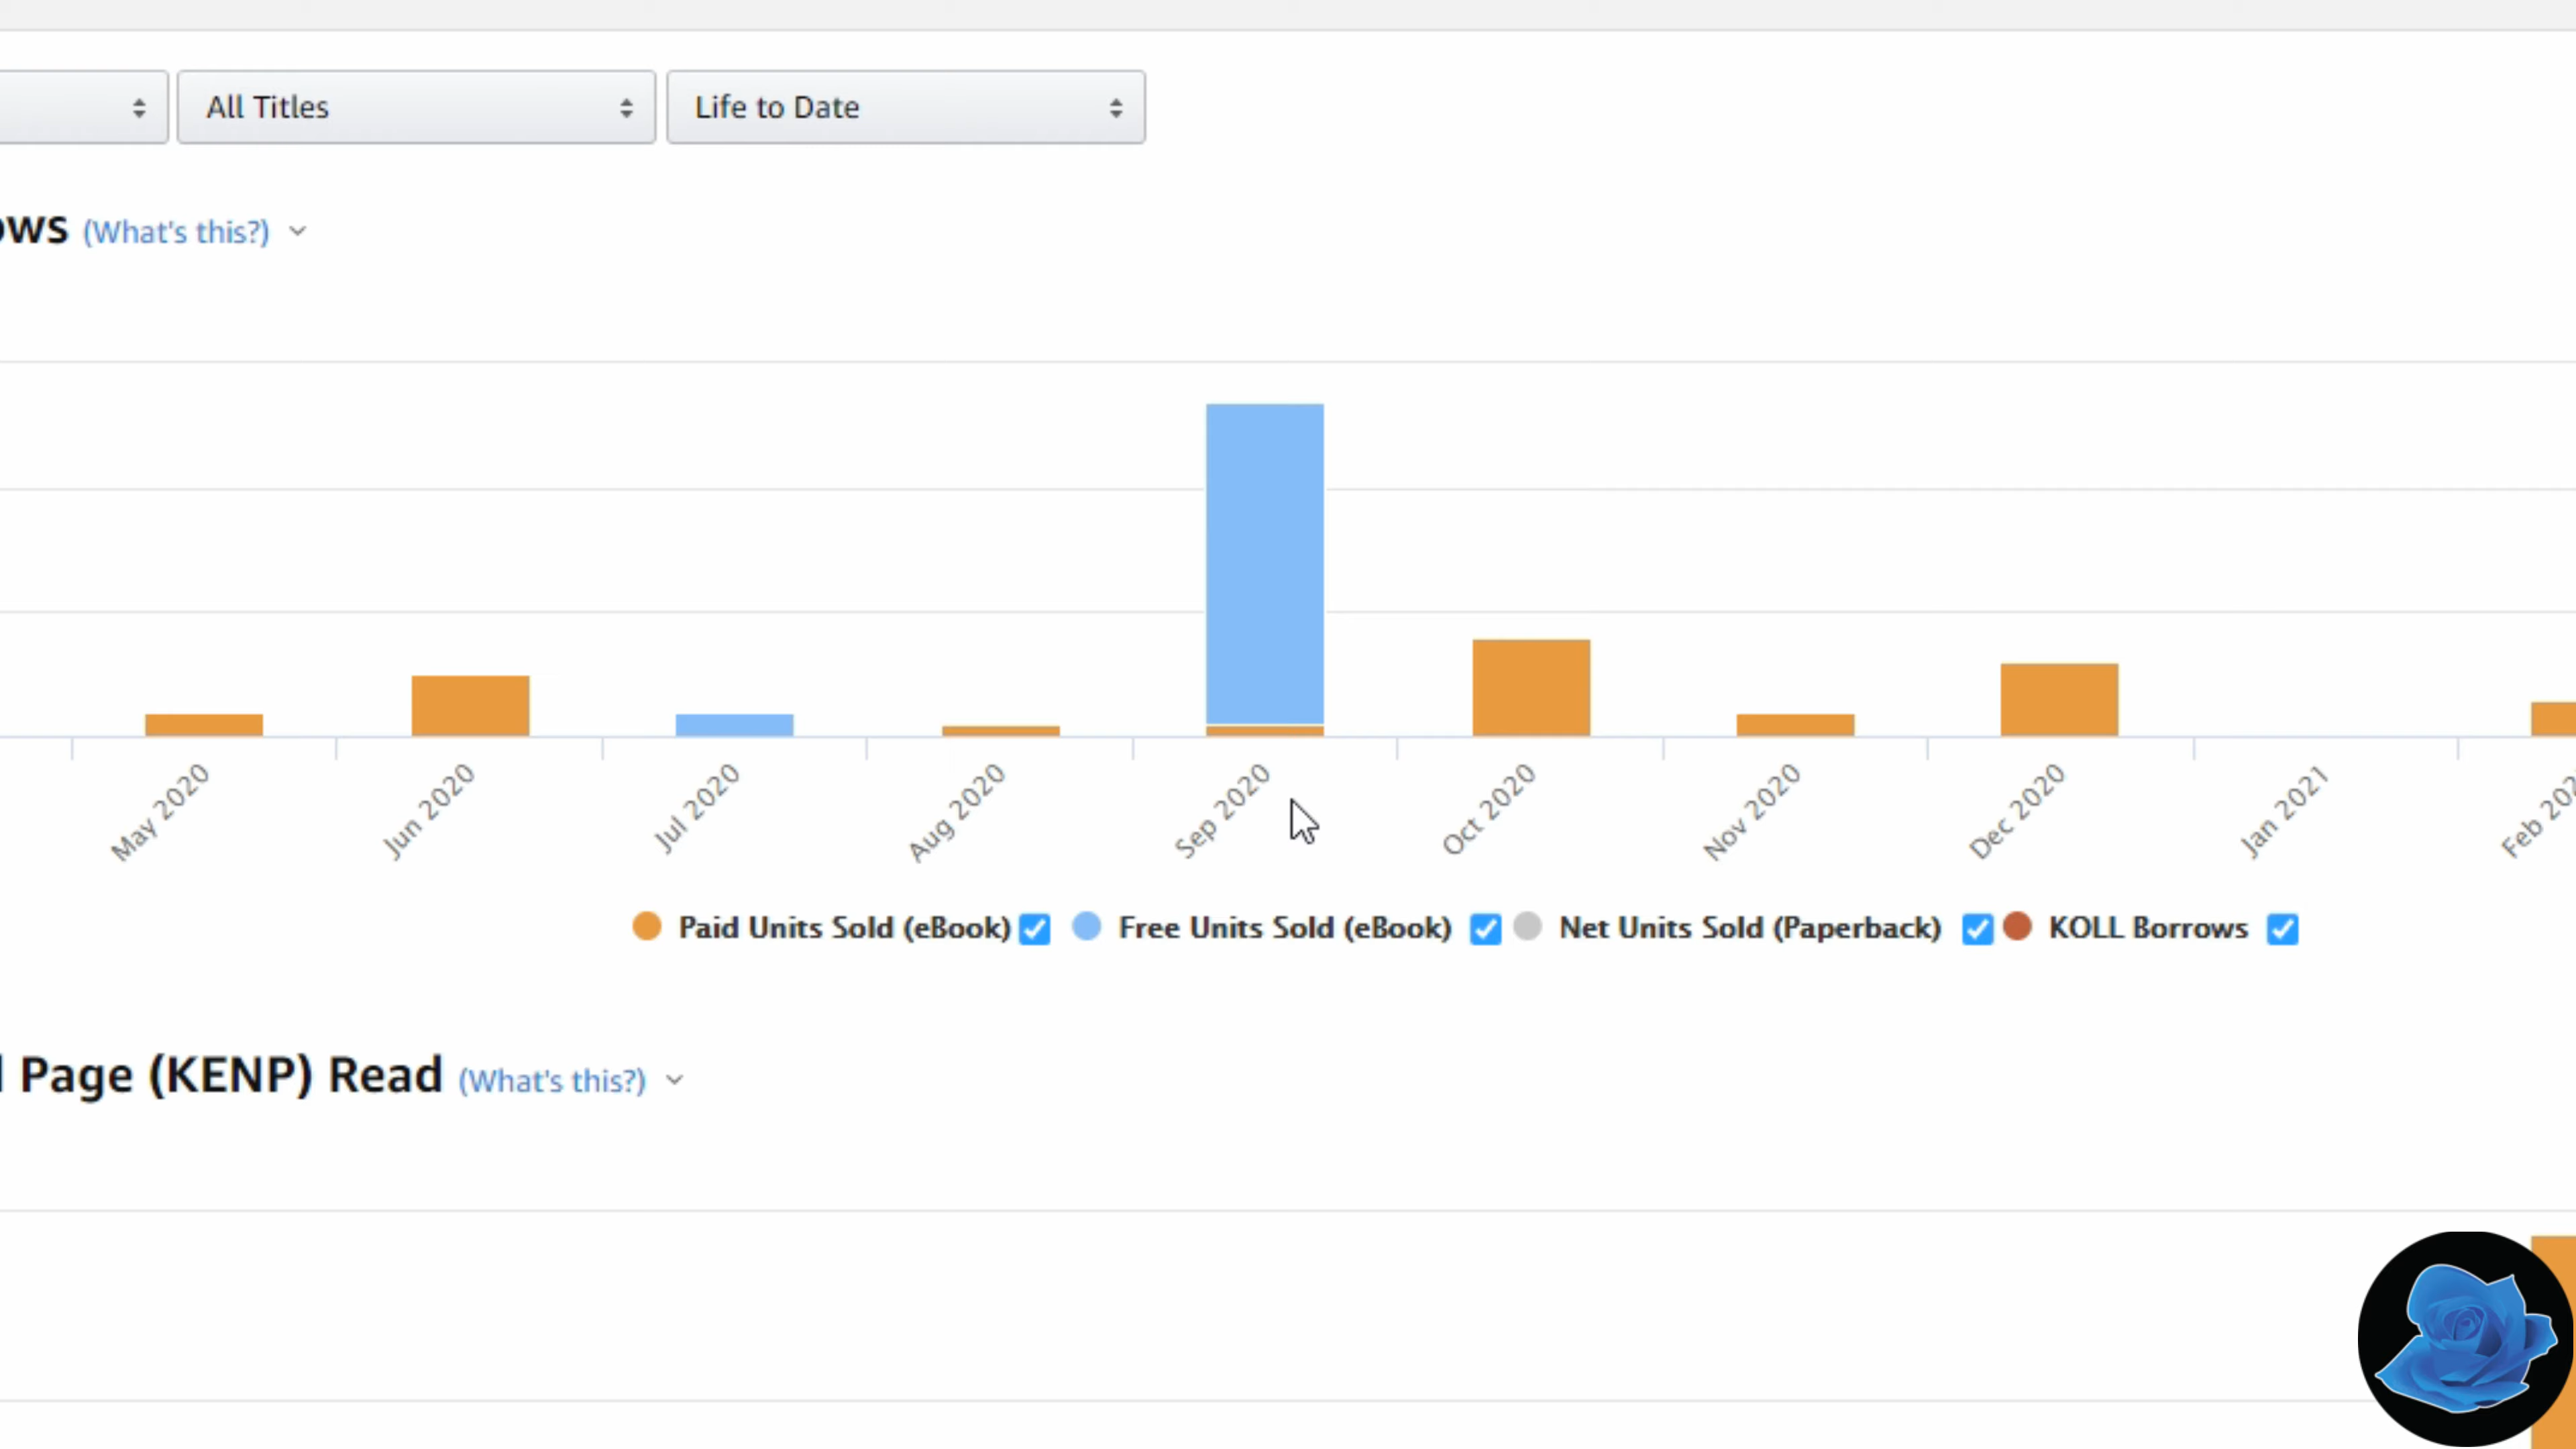 All Titles
Life to Date
ows (What's this?)
May 2020
Jun 2020
Jul 2020
Aug 2020
Sep 2020
Oct 2020
Nov 2020
Dec 2020
Jan 2021
Feb 202
Paid Units Sold (eBook) Free Units Sold (eBook) Net Units Sold (Paperback) KOLL Borrows
Page (KENP) Read (What's this?)